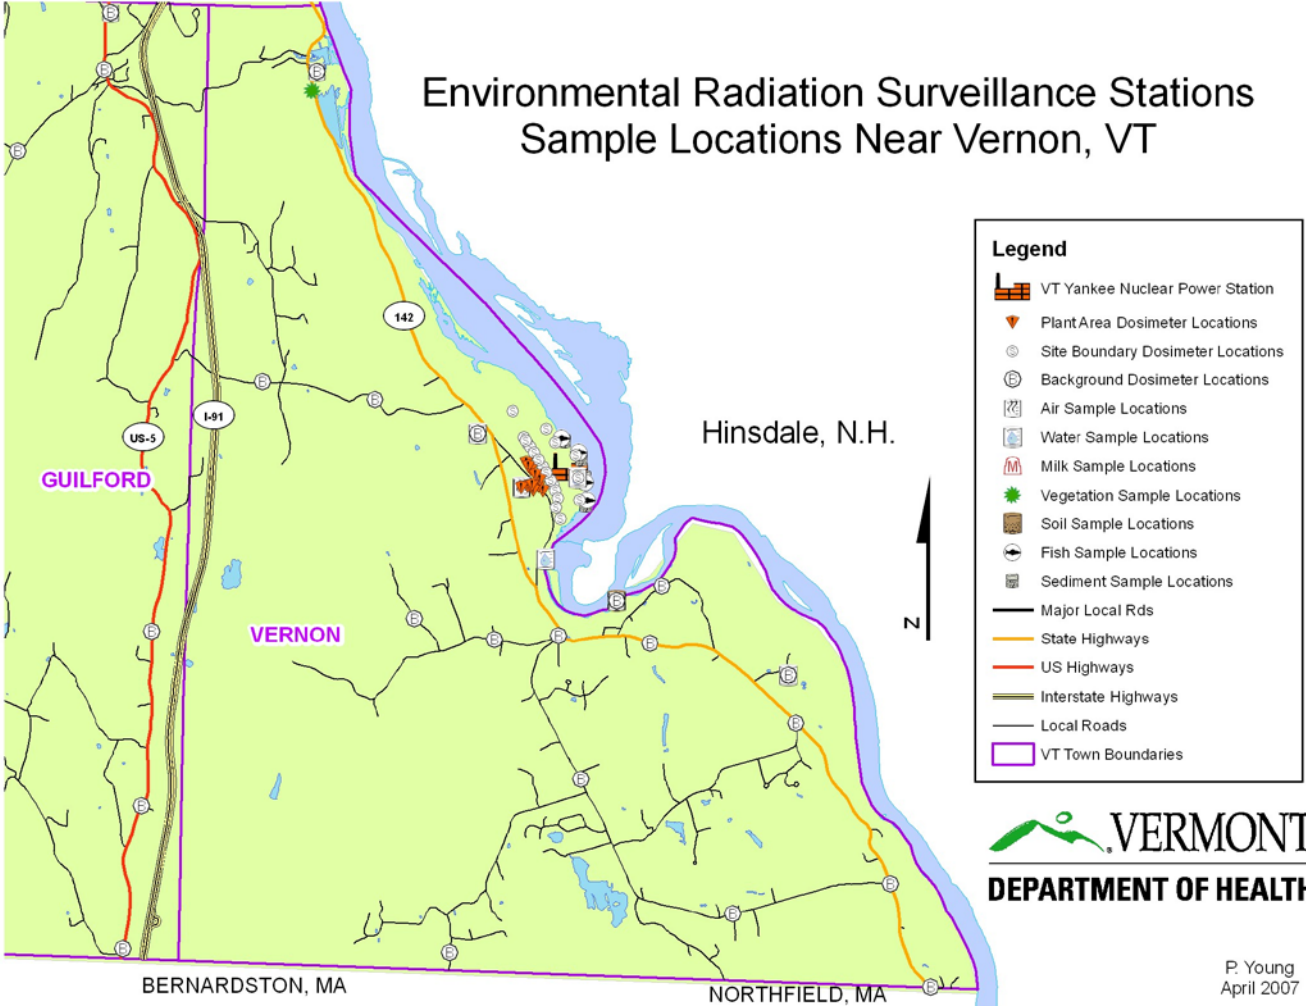 Environmental Radiation Surveillance Stations
Sample Locations Near Vernon, VT
142
Hinsdale, N.H.
I-91
US-5
GUILFORD
VERNON
N
BERNARDSTON, MA
NORTHFIELD, MA
Legend
VT Yankee Nuclear Power Station
Plant Area Dosimeter Locations
Site Boundary Dosimeter Locations
Background Dosimeter Locations
Air Sample Locations
Water Sample Locations
Milk Sample Locations
Vegetation Sample Locations
Soil Sample Locations
Fish Sample Locations
Sediment Sample Locations
Major Local Rds
State Highways
US Highways
Interstate Highways
Local Roads
VT Town Boundaries
VERMONT
DEPARTMENT OF HEALTH
P. Young
April 2007